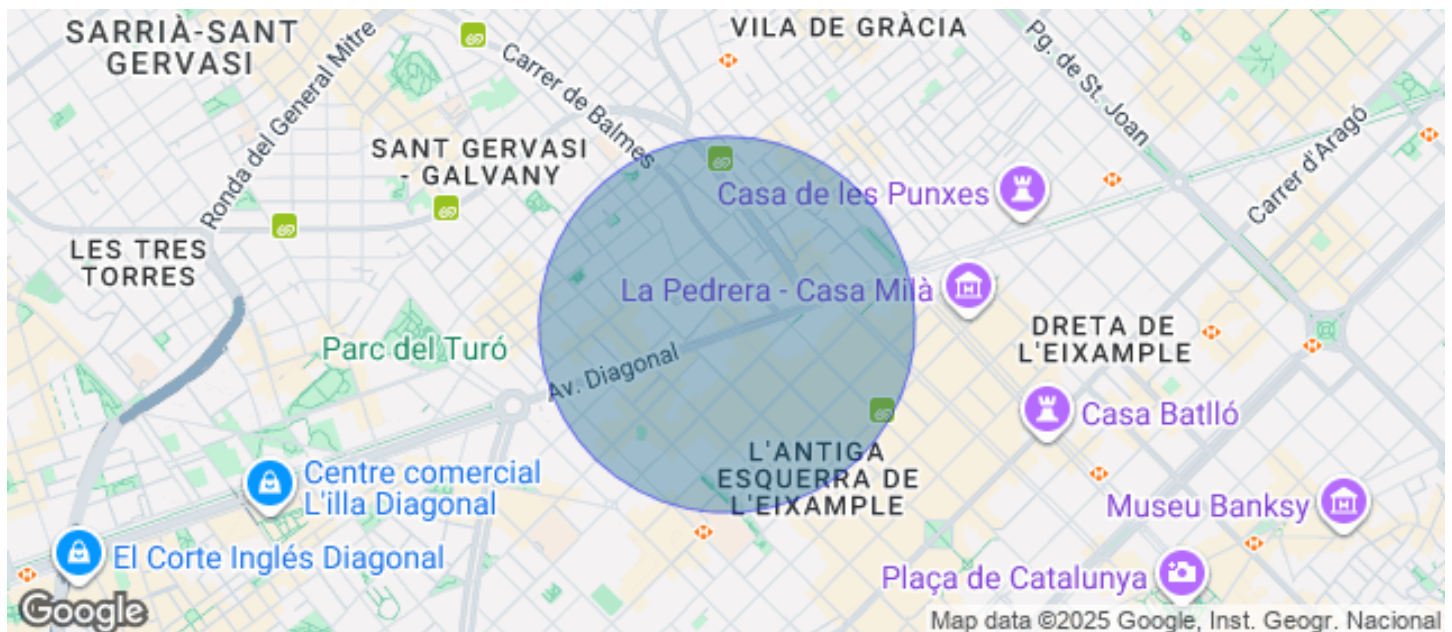 SARRIÀ-SANT
GERVASI
Ronda del General Mitre
Carrer de Balmes
VILA DE GRÀCIA
Pg. de St. Joan
Carrer d'Aragó
SANT GERVASI
- GALVANY
Casa de les Punxes
LES TRES
TORRES
La Pedrera - Casa Milà
DRETA DE
L'EIXAMPLE
Parc del Turó
Av. Diagonal
Casa Batlló
L'ANTIGA
ESQUERRA DE
L'EIXAMPLE
Centre comercial
L'illa Diagonal
Museu Banksy
El Corte Inglés Diagonal
Plaça de Catalunya
Google
Map data ©2025 Google, Inst. Geogr. Nacional